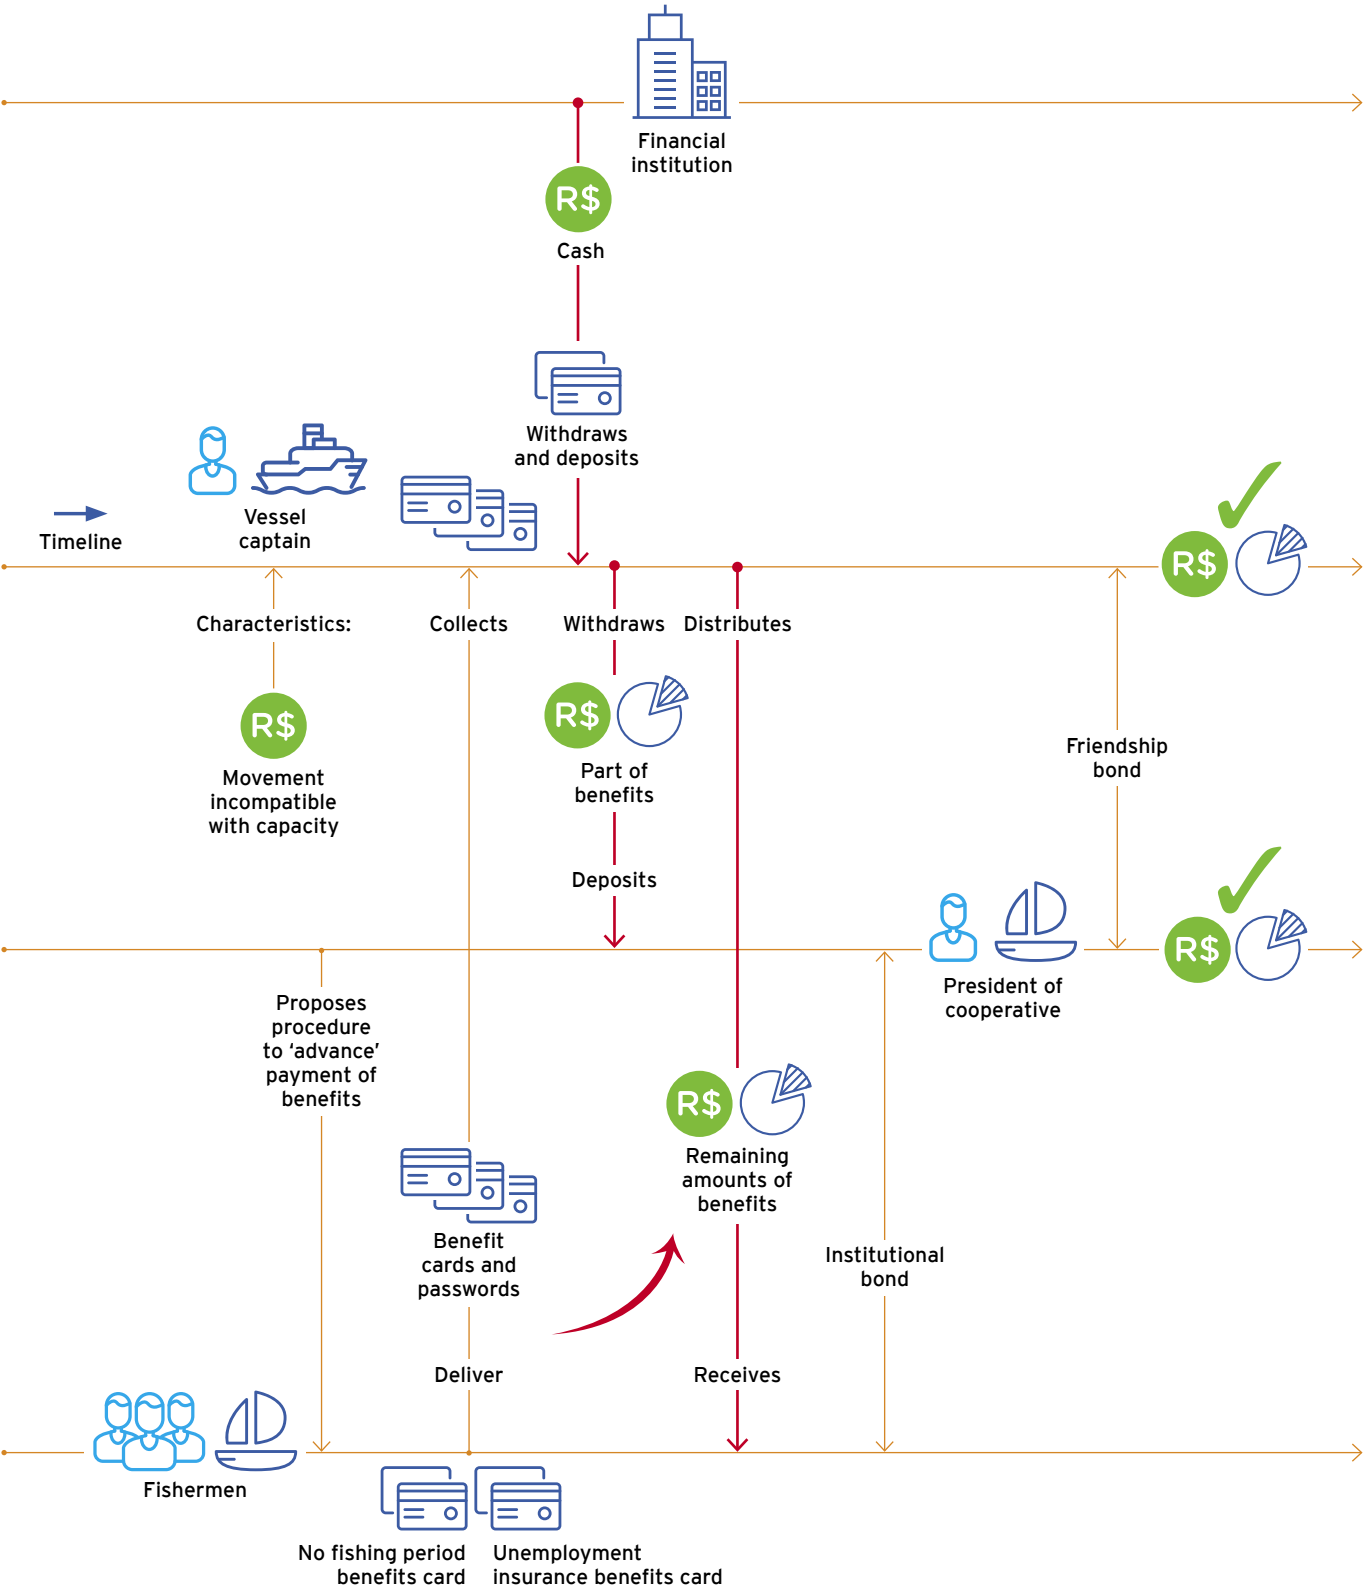 Financial
institution
R$
Cash
Withdraws
and deposits
Timeline
Vessel
captain
R$
Characteristics:
Collects
Withdraws
Distributes
R$
Movement
incompatible
with capacity
R$
Part of
benefits
Friendship
bond
Deposits
President of
cooperative
R$
Proposes
procedure
to ‘advance’
payment of
benefits
R$
Remaining
amounts of
benefits
Benefit
cards and
passwords
Institutional
bond
Deliver
Receives
Fishermen
No fishing period
benefits card
Unemployment
insurance benefits card